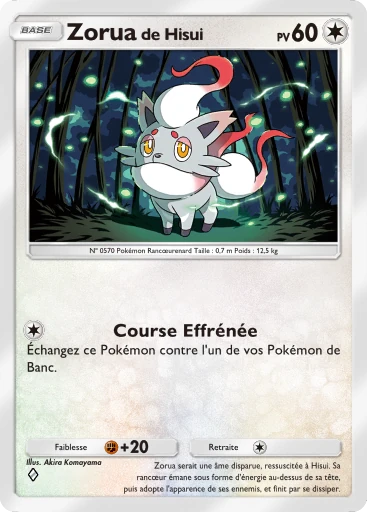 BASE Zorua de Hisui PV 60
N° 0570 Pokémon Rancœurenard Taille : 0,7 m Poids : 12,5 kg
Course Effrénée
Échangez ce Pokémon contre l'un de vos Pokémon de
Banc.
Faiblesse +20 Retraite
Illus. Akira Komayama
Zorua serait une âme disparue, ressuscitée à Hisui. Sa
rancœur émane sous forme d'énergie au-dessus de sa tête,
puis adopte l'apparence de ses ennemis, et finit par se dissiper.